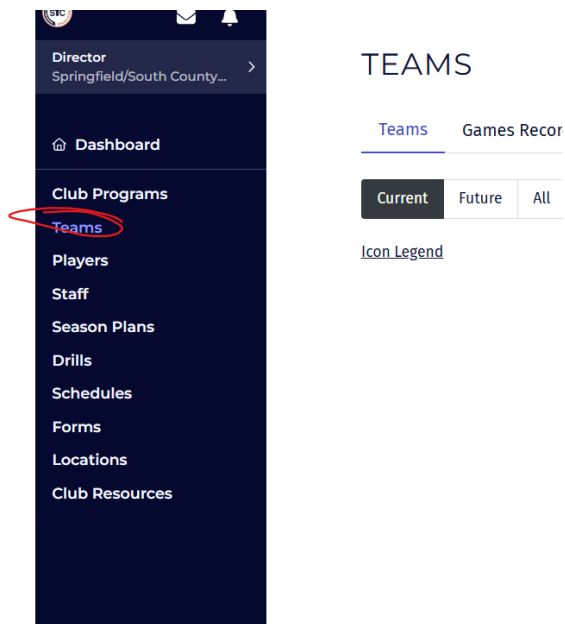 STC
Director
Springfield/South County...
Dashboard
Club Programs
Teams
Players
Staff
Season Plans
Drills
Schedules
Forms
Locations
Club Resources
TEAMS
Teams Games Recor
Current Future All
Icon Legend